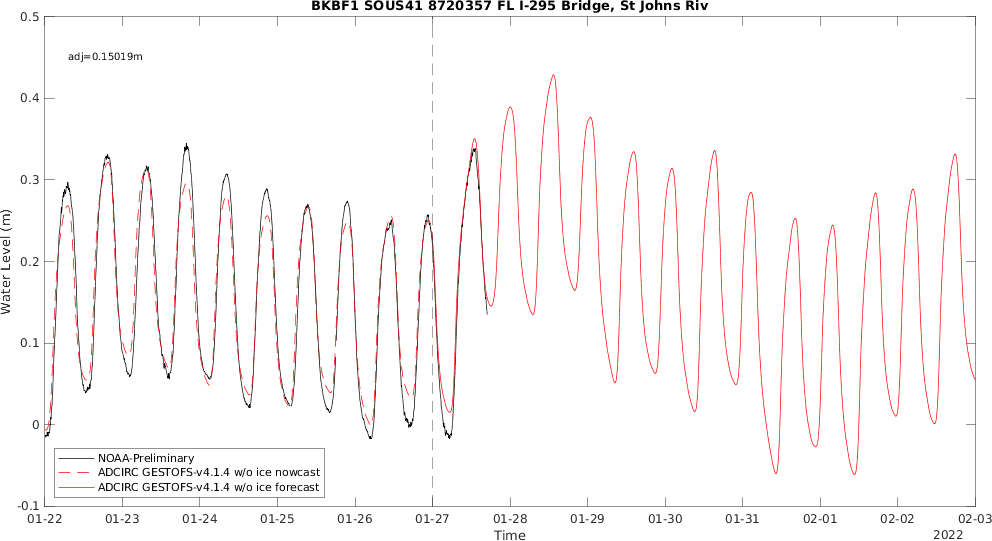 BKBF1 SOUS41 8720357 FL I-295 Bridge, St Johns Riv
adj=0.15019m
0.5
0.4
0.3
0.2
0.1
0
-0.1
Water Level (m)
NOAA-Preliminary
ADCIRC GESTOFS-v4.1.4 w/o ice nowcast
ADCIRC GESTOFS-v4.1.4 w/o ice forecast
01-22 01-23 01-24 01-25 01-26 01-27 01-28 01-29 01-30 01-31 02-01 02-02 02-03
Time
2022